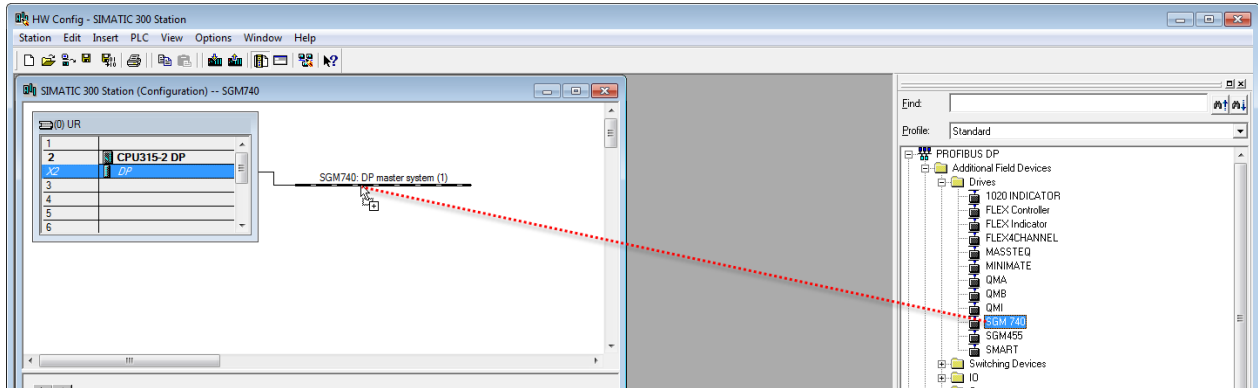 HW Config - SIMATIC 300 Station
Station Edit Insert PLC View Options Window Help
SIMATIC 300 Station (Configuration) -- SGM740
(0) UR
1
2 CPU315-2 DP
X2 DP
3
4
5
6
SGM740: DP master system (1)
Find:
Profile: Standard
PROFIBUS DP
Additional Field Devices
Drives
1020 INDICATOR
FLEX Controller
FLEX Indicator
FLEX4CHANNEL
MASSTEQ
MINIMATE
QMA
QMB
QMI
SGM 740
SGM455
SMART
Switching Devices
IO